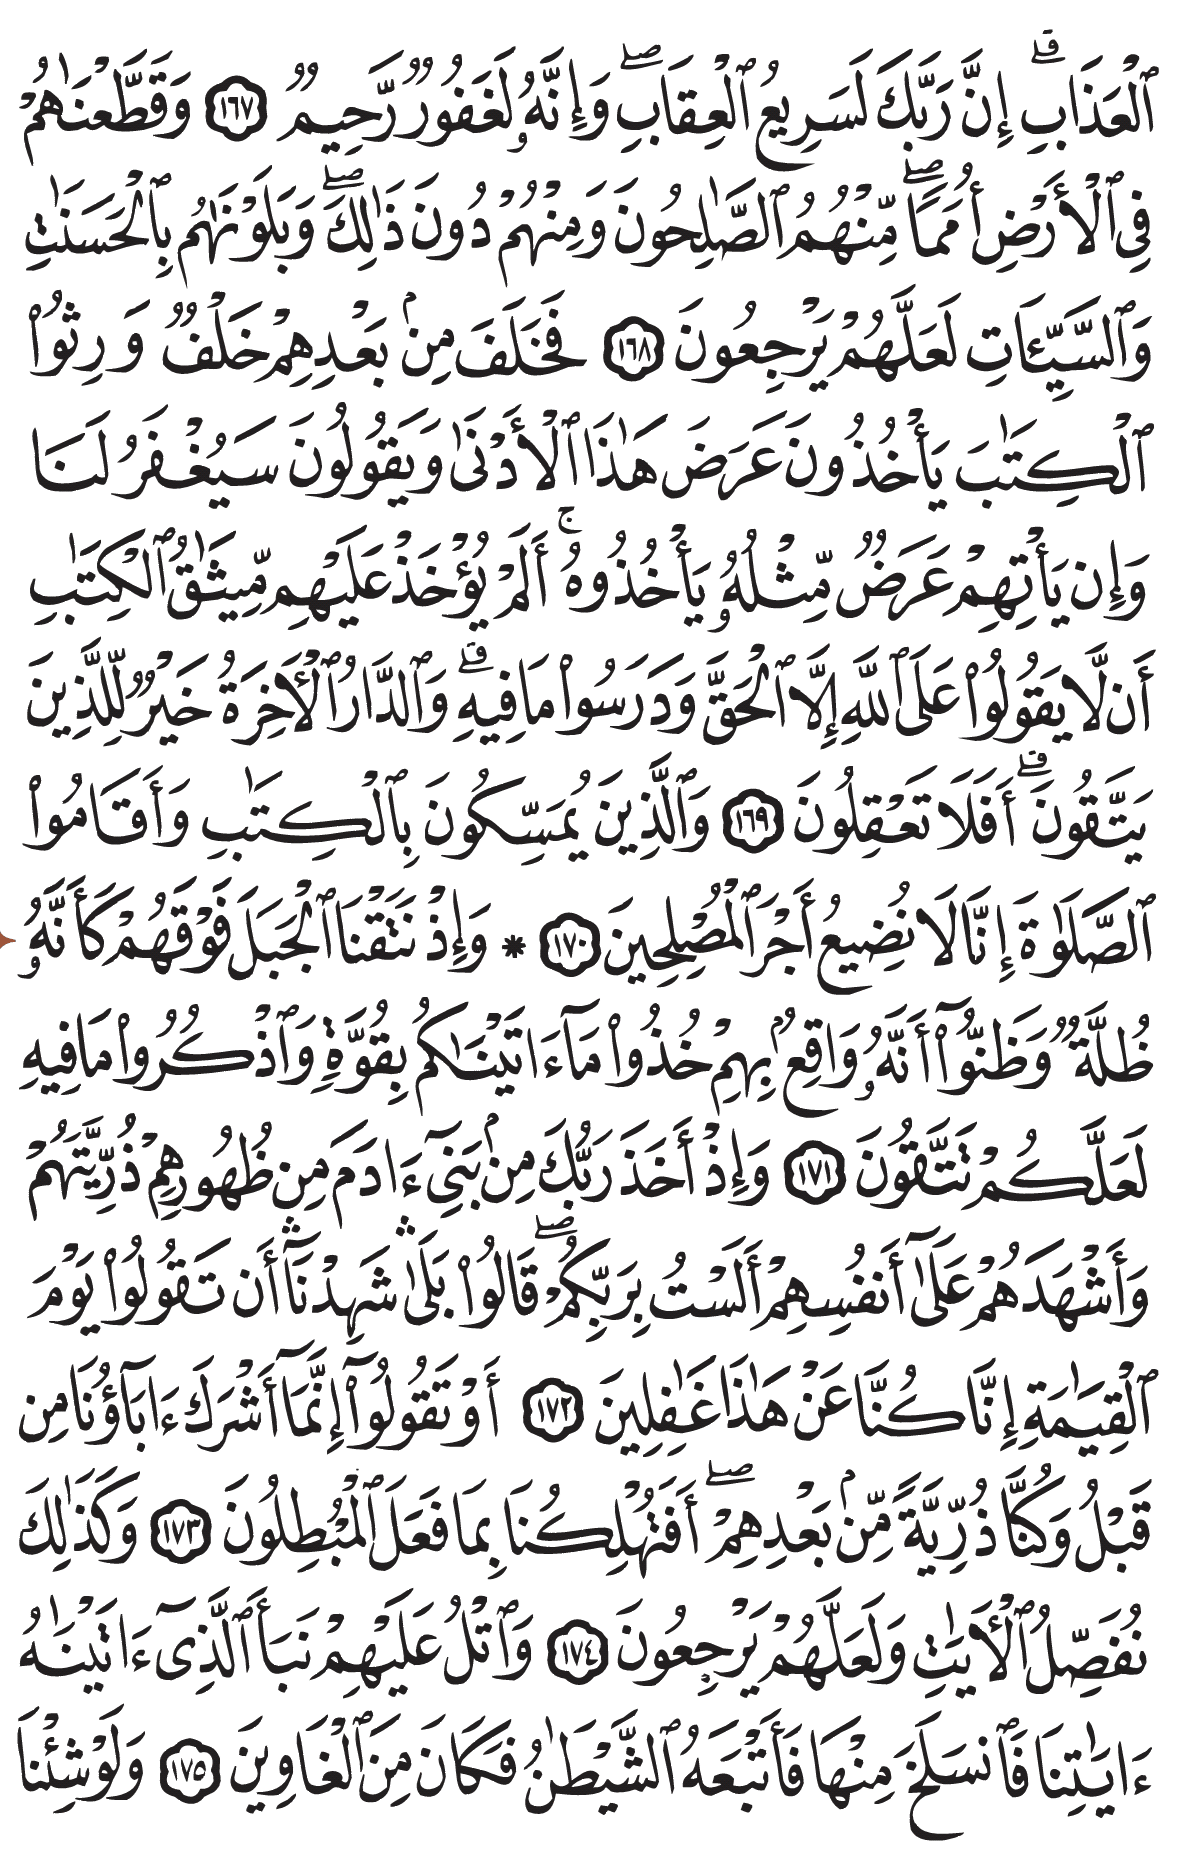 ٱلْعَذَابِۗ إِنَّ رَبَّكَ لَسَرِيعُ ٱلْعِقَابِۖ وَإِنَّهُۥ لَغَفُورٌ رَّحِيمٌ ١٦٧ وَقَطَّعْنَٰهُمْ
فِى ٱلْأَرْضِ أُمَمًاۖ مِّنْهُمُ ٱلصَّٰلِحُونَ وَمِنْهُمْ دُونَ ذَٰلِكَۖ وَبَلَوْنَٰهُم بِٱلْحَسَنَٰتِ
وَٱلسَّيِّـَٔاتِ لَعَلَّهُمْ يَرْجِعُونَ ١٦٨ فَخَلَفَ مِنۢ بَعْدِهِمْ خَلْفٌ وَرِثُوا۟
ٱلْكِتَٰبَ يَأْخُذُونَ عَرَضَ هَٰذَا ٱلْأَدْنَىٰ وَيَقُولُونَ سَيُغْفَرُ لَنَا
وَإِن يَأْتِهِمْ عَرَضٌ مِّثْلُهُۥ يَأْخُذُوهُۚ أَلَمْ يُؤْخَذْ عَلَيْهِم مِّيثَٰقُ ٱلْكِتَٰبِ
أَن لَّا يَقُولُوا۟ عَلَى ٱللَّهِ إِلَّا ٱلْحَقَّ وَدَرَسُوا۟ مَا فِيهِۗ وَٱلدَّارُ ٱلْءَاخِرَةُ خَيْرٌ لِّلَّذِينَ
يَتَّقُونَۗ أَفَلَا تَعْقِلُونَ ١٦٩ وَٱلَّذِينَ يُمَسِّكُونَ بِٱلْكِتَٰبِ وَأَقَامُوا۟
ٱلصَّلَوٰةَ إِنَّا لَا نُضِيعُ أَجْرَ ٱلْمُصْلِحِينَ ١٧٠ * وَإِذْ نَتَقْنَا ٱلْجَبَلَ فَوْقَهُمْ كَأَنَّهُۥ
ظُلَّةٌ وَظَنُّوٓا۟ أَنَّهُۥ وَاقِعٌۢ بِهِمْ خُذُوا۟ مَآ ءَاتَيْنَٰكُم بِقُوَّةٍ وَٱذْكُرُوا۟ مَا فِيهِ
لَعَلَّكُمْ تَتَّقُونَ ١٧١ وَإِذْ أَخَذَ رَبُّكَ مِنۢ بَنِىٓ ءَادَمَ مِن ظُهُورِهِمْ ذُرِّيَّتَهُمْ
وَأَشْهَدَهُمْ عَلَىٰٓ أَنفُسِهِمْ أَلَسْتُ بِرَبِّكُمْۖ قَالُوا۟ بَلَىٰۛ شَهِدْنَآۛ أَن تَقُولُوا۟ يَوْمَ
ٱلْقِيَٰمَةِ إِنَّا كُنَّا عَنْ هَٰذَا غَٰفِلِينَ ١٧٢ أَوْ تَقُولُوٓا۟ إِنَّمَآ أَشْرَكَ ءَابَآؤُنَا مِن
قَبْلُ وَكُنَّا ذُرِّيَّةً مِّنۢ بَعْدِهِمْۖ أَفَتُهْلِكُنَا بِمَا فَعَلَ ٱلْمُبْطِلُونَ ١٧٣ وَكَذَٰلِكَ
نُفَصِّلُ ٱلْءَايَٰتِ وَلَعَلَّهُمْ يَرْجِعُونَ ١٧٤ وَٱتْلُ عَلَيْهِمْ نَبَأَ ٱلَّذِىٓ ءَاتَيْنَٰهُ
ءَايَٰتِنَا فَٱنسَلَخَ مِنْهَا فَأَتْبَعَهُ ٱلشَّيْطَٰنُ فَكَانَ مِنَ ٱلْغَاوِينَ ١٧٥ وَلَوْ شِئْنَا